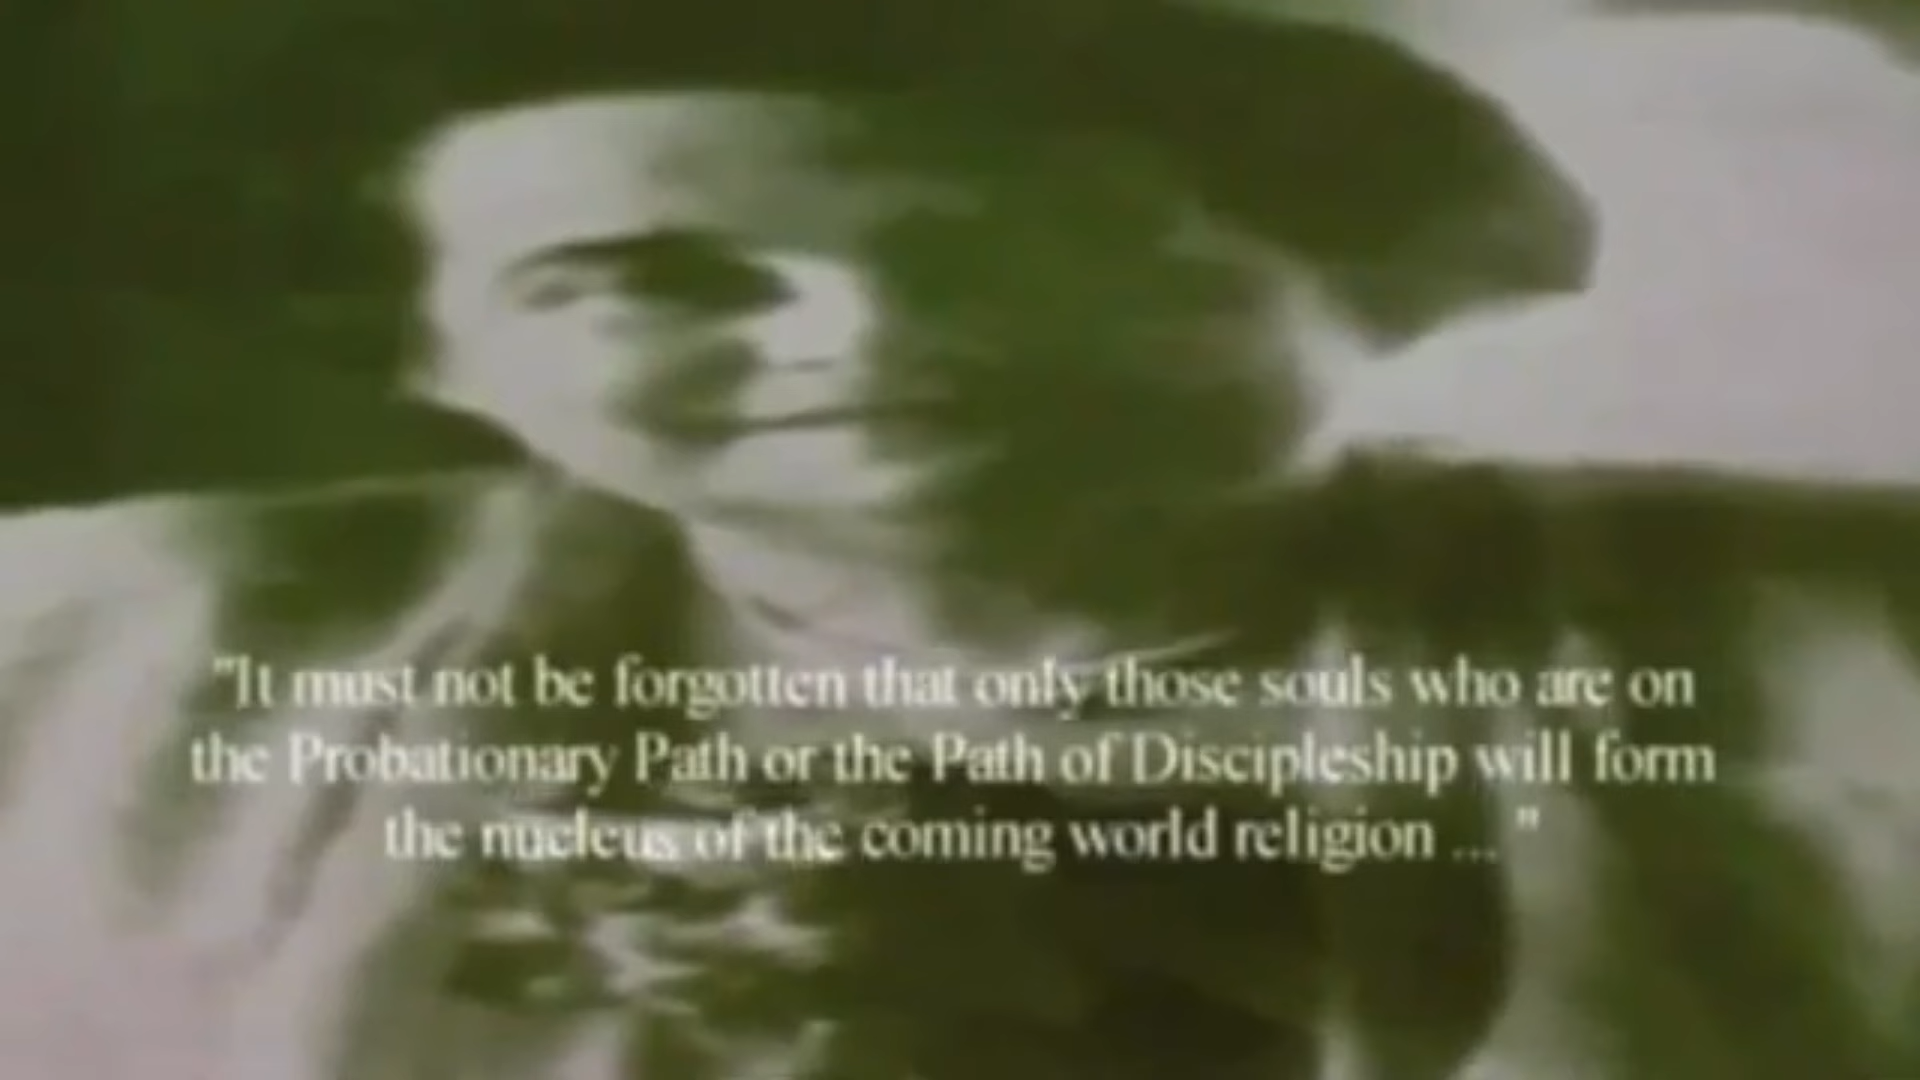 "It must not be forgotten that only those souls who are on
the Probationary Path or the Path of Discipleship will form
the nucleus of the coming world religion ... "